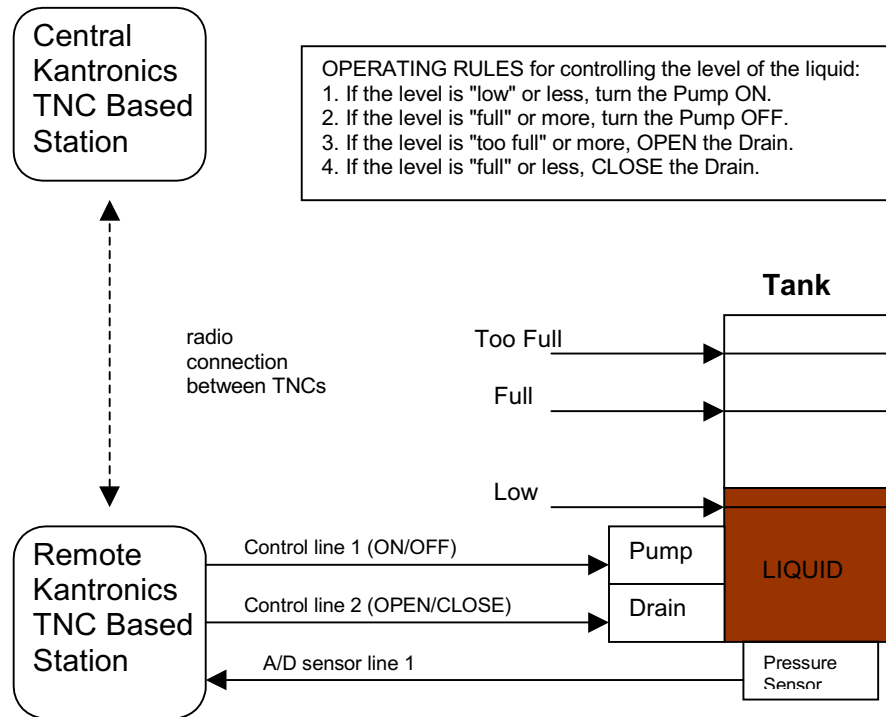 Central
Kantronics
TNC Based
Station
OPERATING RULES for controlling the level of the liquid:
1. If the level is "low" or less, turn the Pump ON.
2. If the level is "full" or more, turn the Pump OFF.
3. If the level is "too full" or more, OPEN the Drain.
4. If the level is "full" or less, CLOSE the Drain.
Tank
radio
connection
between TNCs
Too Full
Full
Low
Remote
Kantronics
TNC Based
Station
Control line 1 (ON/OFF)
Pump
LIQUID
Control line 2 (OPEN/CLOSE)
Drain
A/D sensor line 1
Pressure
Sensor